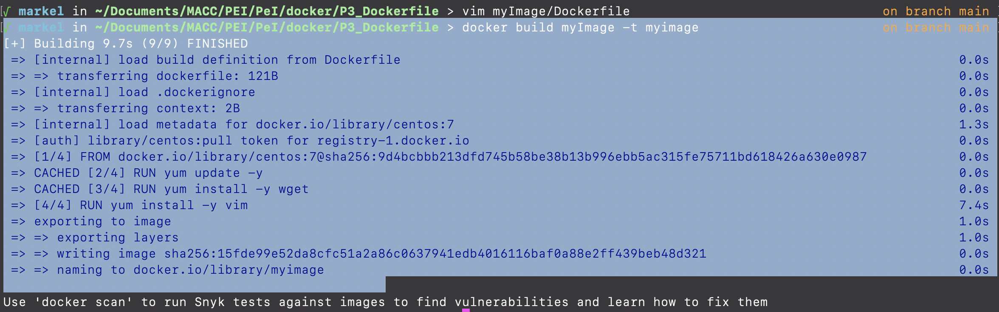 [√ markel in ~/Documents/MACC/PEI/PeI/docker/P3_Dockerfile > vim myImage/Dockerfile on branch main
[√ markel in ~/Documents/MACC/PEI/PeI/docker/P3_Dockerfile > docker build myImage -t myimage on branch main
[+] Building 9.7s (9/9) FINISHED
=> [internal] load build definition from Dockerfile 0.0s
=> => transferring dockerfile: 121B 0.0s
=> [internal] load .dockerignore 0.0s
=> => transferring context: 2B 0.0s
=> [internal] load metadata for docker.io/library/centos:7 1.3s
=> [auth] library/centos:pull token for registry-1.docker.io 0.0s
=> [1/4] FROM docker.io/library/centos:7@sha256:9d4bcbbb213dfd745b58be38b13b996ebb5ac315fe75711bd618426a630e0987 0.0s
=> CACHED [2/4] RUN yum update -y 0.0s
=> CACHED [3/4] RUN yum install -y wget 0.0s
=> [4/4] RUN yum install -y vim 7.4s
=> exporting to image 1.0s
=> => exporting layers 1.0s
=> => writing image sha256:15fde99e52da8cfc51a2a86c0637941edb4016116baf0a88e2ff439beb48d321 0.0s
=> => naming to docker.io/library/myimage 0.0s
Use 'docker scan' to run Snyk tests against images to find vulnerabilities and learn how to fix them